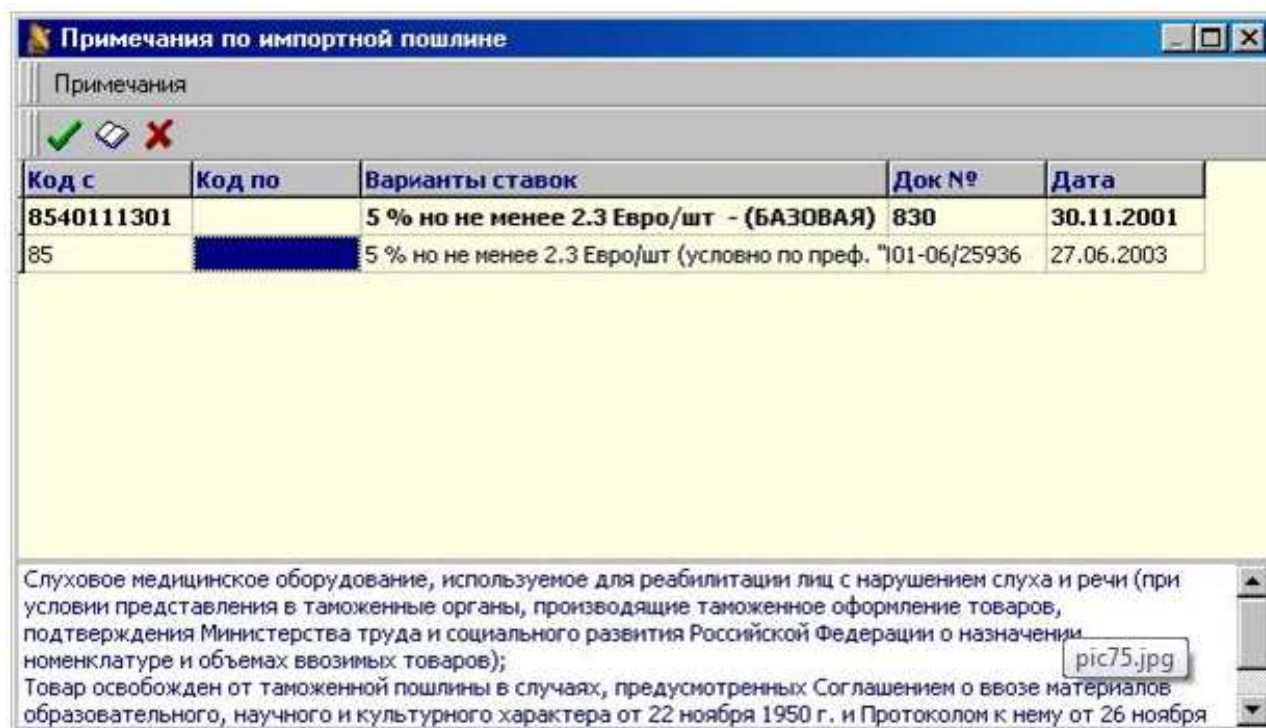 Примечания по импортной пошлине
Примечания
Код с Код по Варианты ставок Док № Дата
8540111301 5 % но не менее 2.3 Евро/шт - (БАЗОВАЯ) 830 30.11.2001
85 5 % но не менее 2.3 Евро/шт (условно по преф. " 01-06/25936 27.06.2003
Слуховое медицинское оборудование, используемое для реабилитации лиц с нарушением слуха и речи (при
условии представления в таможенные органы, производящие таможенное оформление товаров,
подтверждения Министерства труда и социального развития Российской Федерации о назначении,
номенклатуре и объемах ввозимых товаров);
pic75.jpg
Товар освобожден от таможенной пошлины в случаях, предусмотренных Соглашением о ввозе материалов
образовательного, научного и культурного характера от 22 ноября 1950 г. и Протоколом к нему от 26 ноября